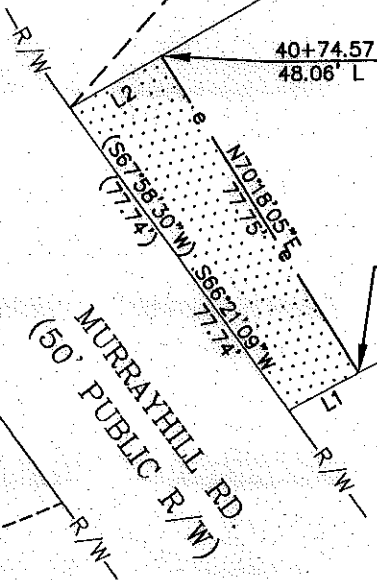 R/W
40+74.57
48.06' L
L2
e
N70°18'05"E
77.75'
e
(S67°58'30"W)
(77.74')
S66°21'09"W
77.74'
L1
MURRAYHILL RD.
(50' PUBLIC R/W)
R/W
R/W